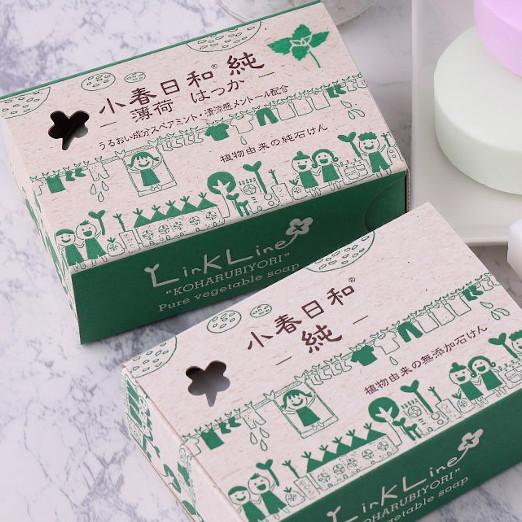 小春日和® 純
— 薄荷 はっか —
うるおい成分スペアミント・清涼感メントール配合
植物由来の純石けん
LinKLinE
"KOHARUBIYORI"
Pure vegetable soap
小春日和®
— 純 —
植物由来の無添加石けん
LinKLinE
"KOHARUBIYORI"
vegetable soap